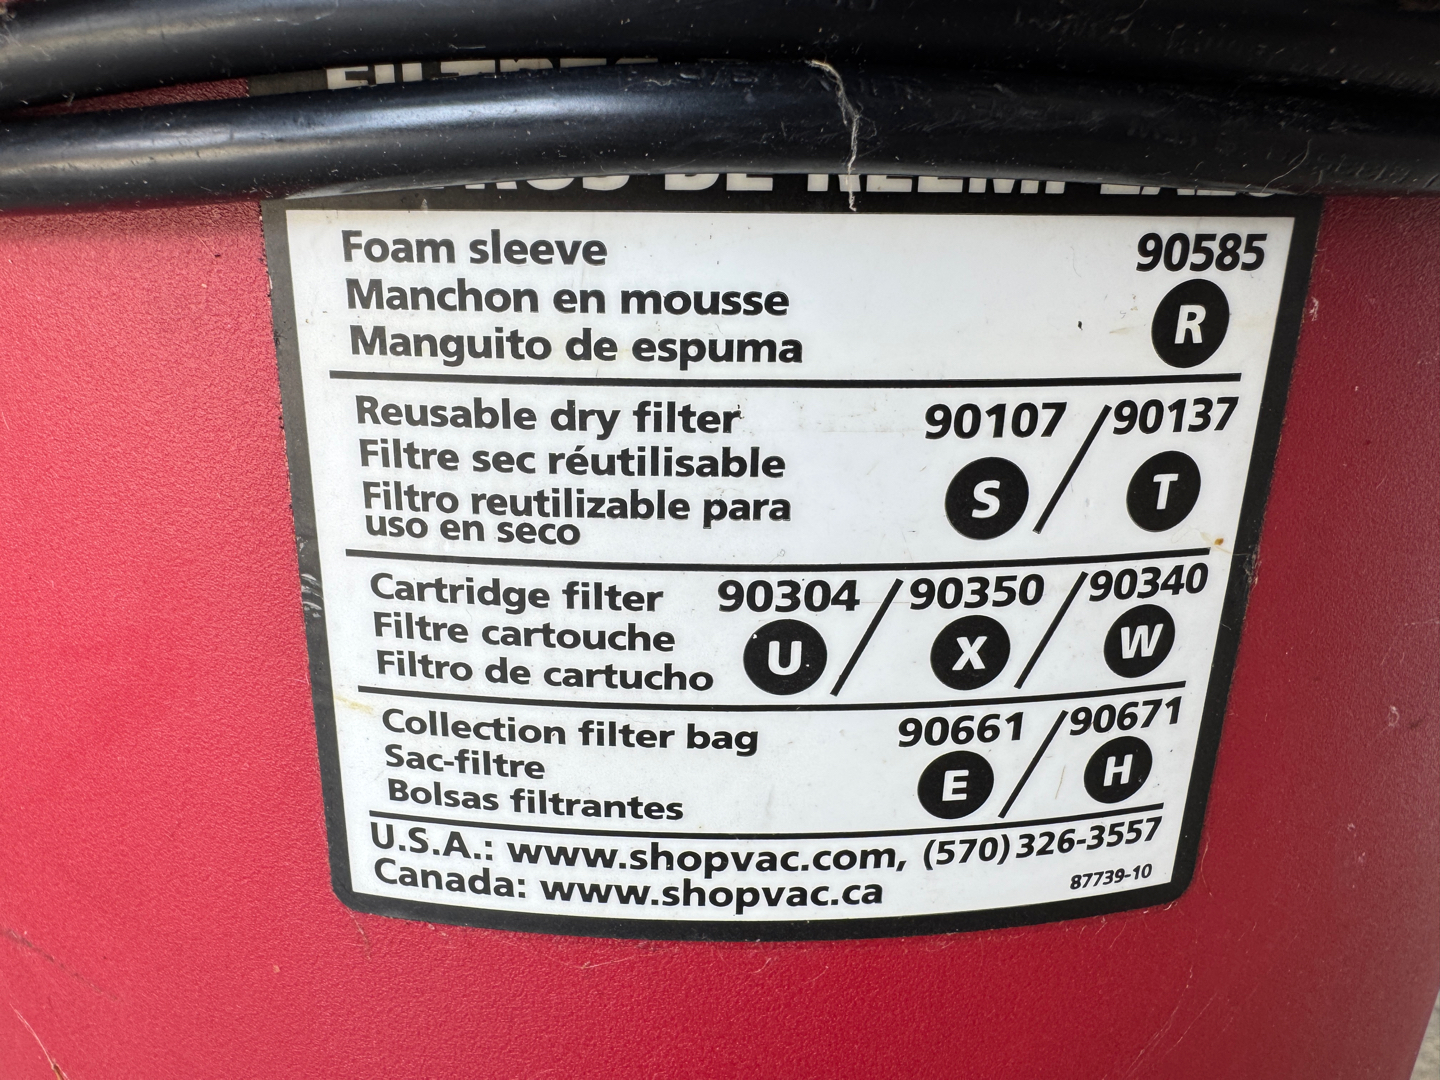 DE
Foam sleeve 90585
Manchon en mousse R
Manguito de espuma
Reusable dry filter 90107 / 90137
Filtre sec réutilisable S T
Filtro reutilizable para
uso en seco
Cartridge filter 90304 / 90350 / 90340
Filtre cartouche U X W
Filtro de cartucho
Collection filter bag 90661 / 90671
Sac-filtre E H
Bolsas filtrantes
U.S.A.: www.shopvac.com, (570) 326-3557
Canada: www.shopvac.ca 87739-10